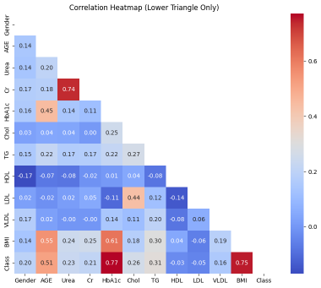 Correlation Heatmap (Lower Triangle Only)
Gender
AGE 0.14
Urea 0.14 0.20
Cr 0.17 0.18 0.74
HbA1c 0.16 0.45 0.14 0.11
Chol 0.03 0.04 0.04 0.00 0.25
TG 0.15 0.22 0.17 0.17 0.22 0.27
HDL -0.17 -0.07 -0.08 -0.02 0.01 0.04 -0.08
LDL 0.02 -0.02 0.02 0.05 -0.11 0.44 0.12 -0.14
VLDL 0.17 0.02 -0.00 -0.00 0.14 0.11 0.20 -0.08 0.06
BMI 0.14 0.55 0.24 0.25 0.61 0.18 0.30 0.04 -0.06 0.19
Class 0.20 0.51 0.23 0.21 0.77 0.26 0.31 -0.03 -0.05 0.16 0.75
Gender AGE Urea Cr HbA1c Chol TG HDL LDL VLDL BMI Class
0.6
0.4
0.2
0.0